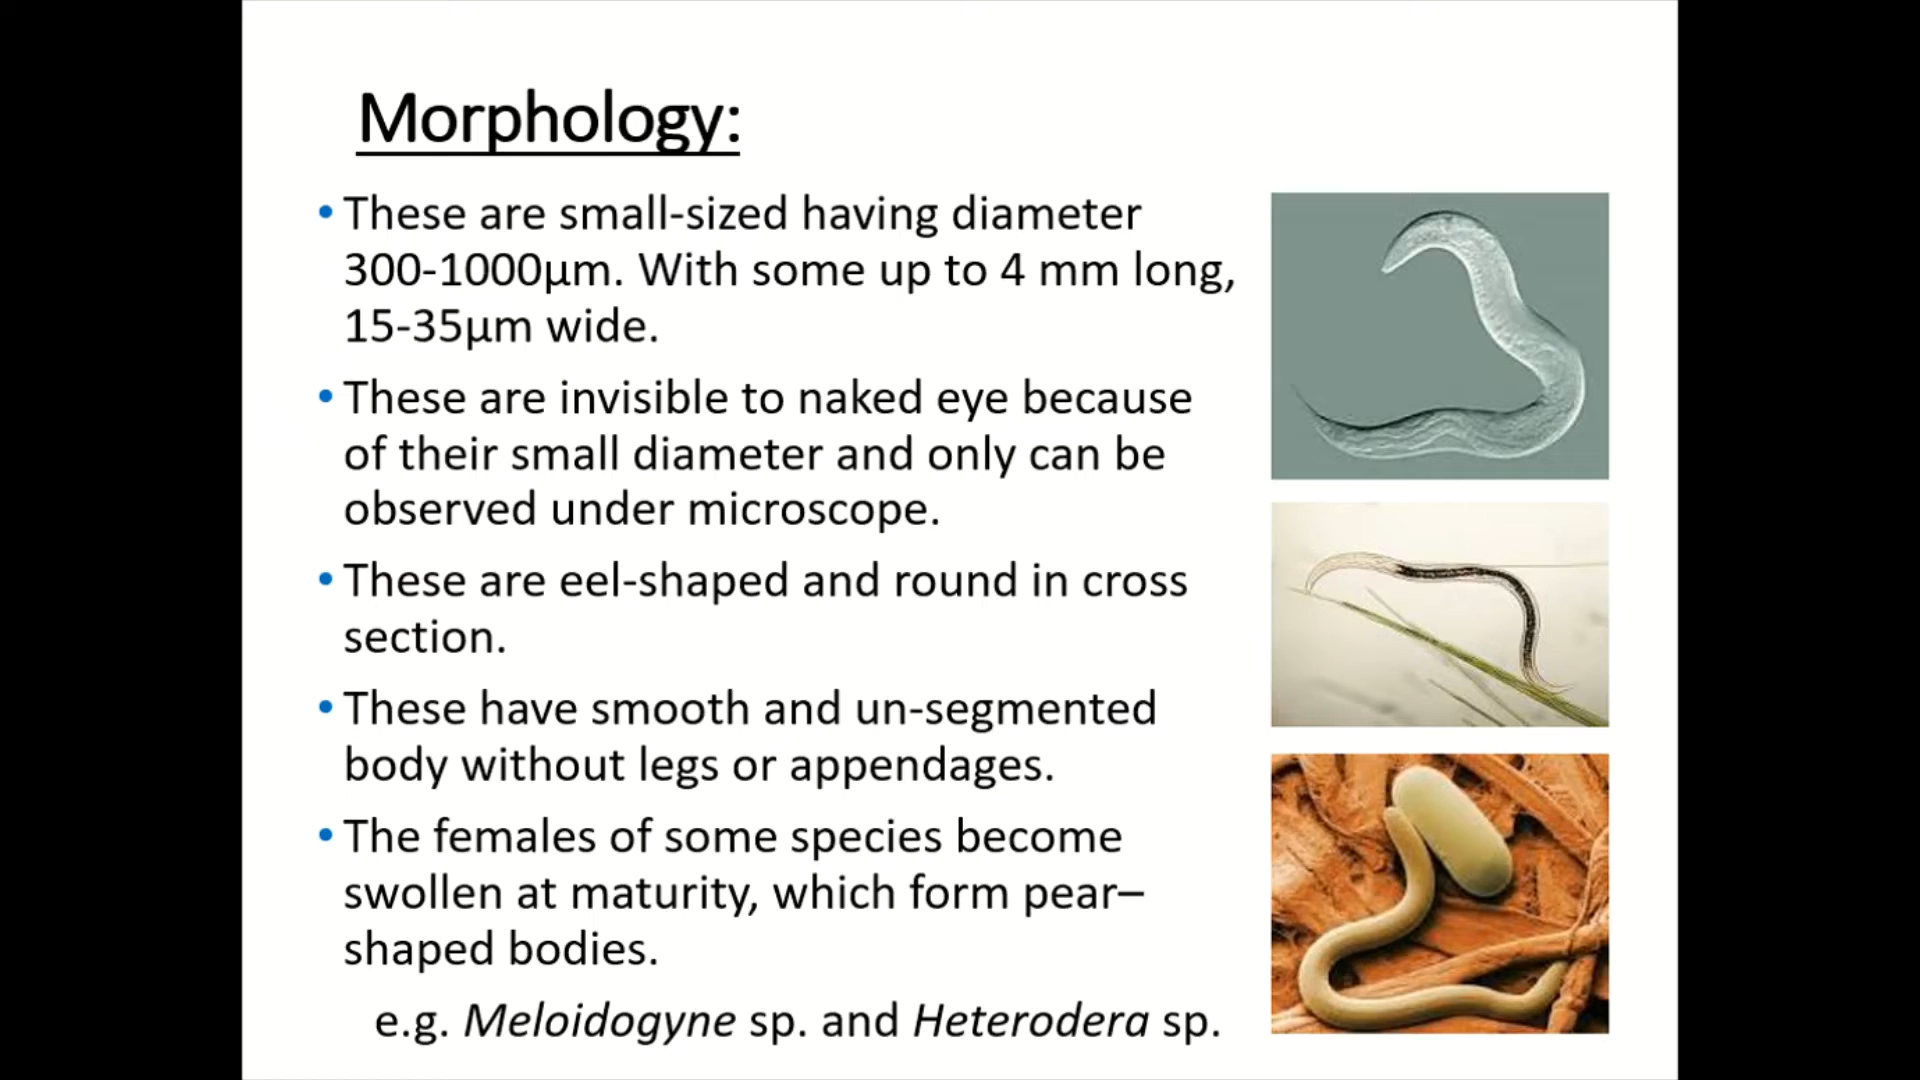 Morphology:
• These are small-sized having diameter
300-1000µm. With some up to 4 mm long,
15-35µm wide.
• These are invisible to naked eye because
of their small diameter and only can be
observed under microscope.
• These are eel-shaped and round in cross
section.
• These have smooth and un-segmented
body without legs or appendages.
• The females of some species become
swollen at maturity, which form pear–
shaped bodies.
e.g. Meloidogyne sp. and Heterodera sp.